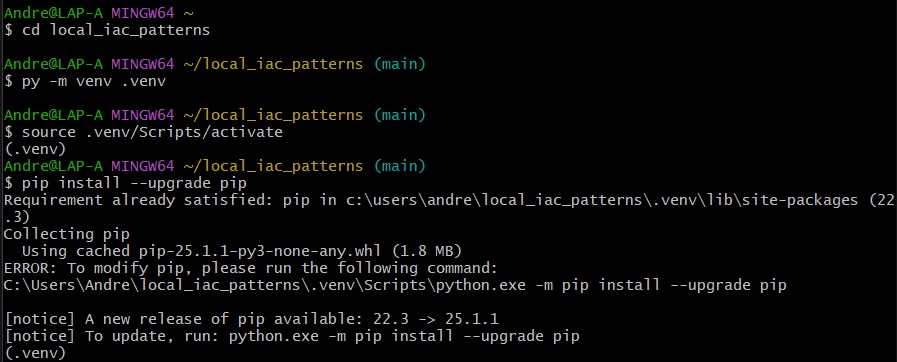 Andre@LAP-A MINGW64 ~
$ cd local_iac_patterns

Andre@LAP-A MINGW64 ~/local_iac_patterns (main)
$ py -m venv .venv

Andre@LAP-A MINGW64 ~/local_iac_patterns (main)
$ source .venv/Scripts/activate
(.venv)
Andre@LAP-A MINGW64 ~/local_iac_patterns (main)
$ pip install --upgrade pip
Requirement already satisfied: pip in c:\users\andre\local_iac_patterns\.venv\lib\site-packages (22
.3)
Collecting pip
  Using cached pip-25.1.1-py3-none-any.whl (1.8 MB)
ERROR: To modify pip, please run the following command:
C:\Users\Andre\local_iac_patterns\.venv\Scripts\python.exe -m pip install --upgrade pip

[notice] A new release of pip available: 22.3 -> 25.1.1
[notice] To update, run: python.exe -m pip install --upgrade pip
(.venv)